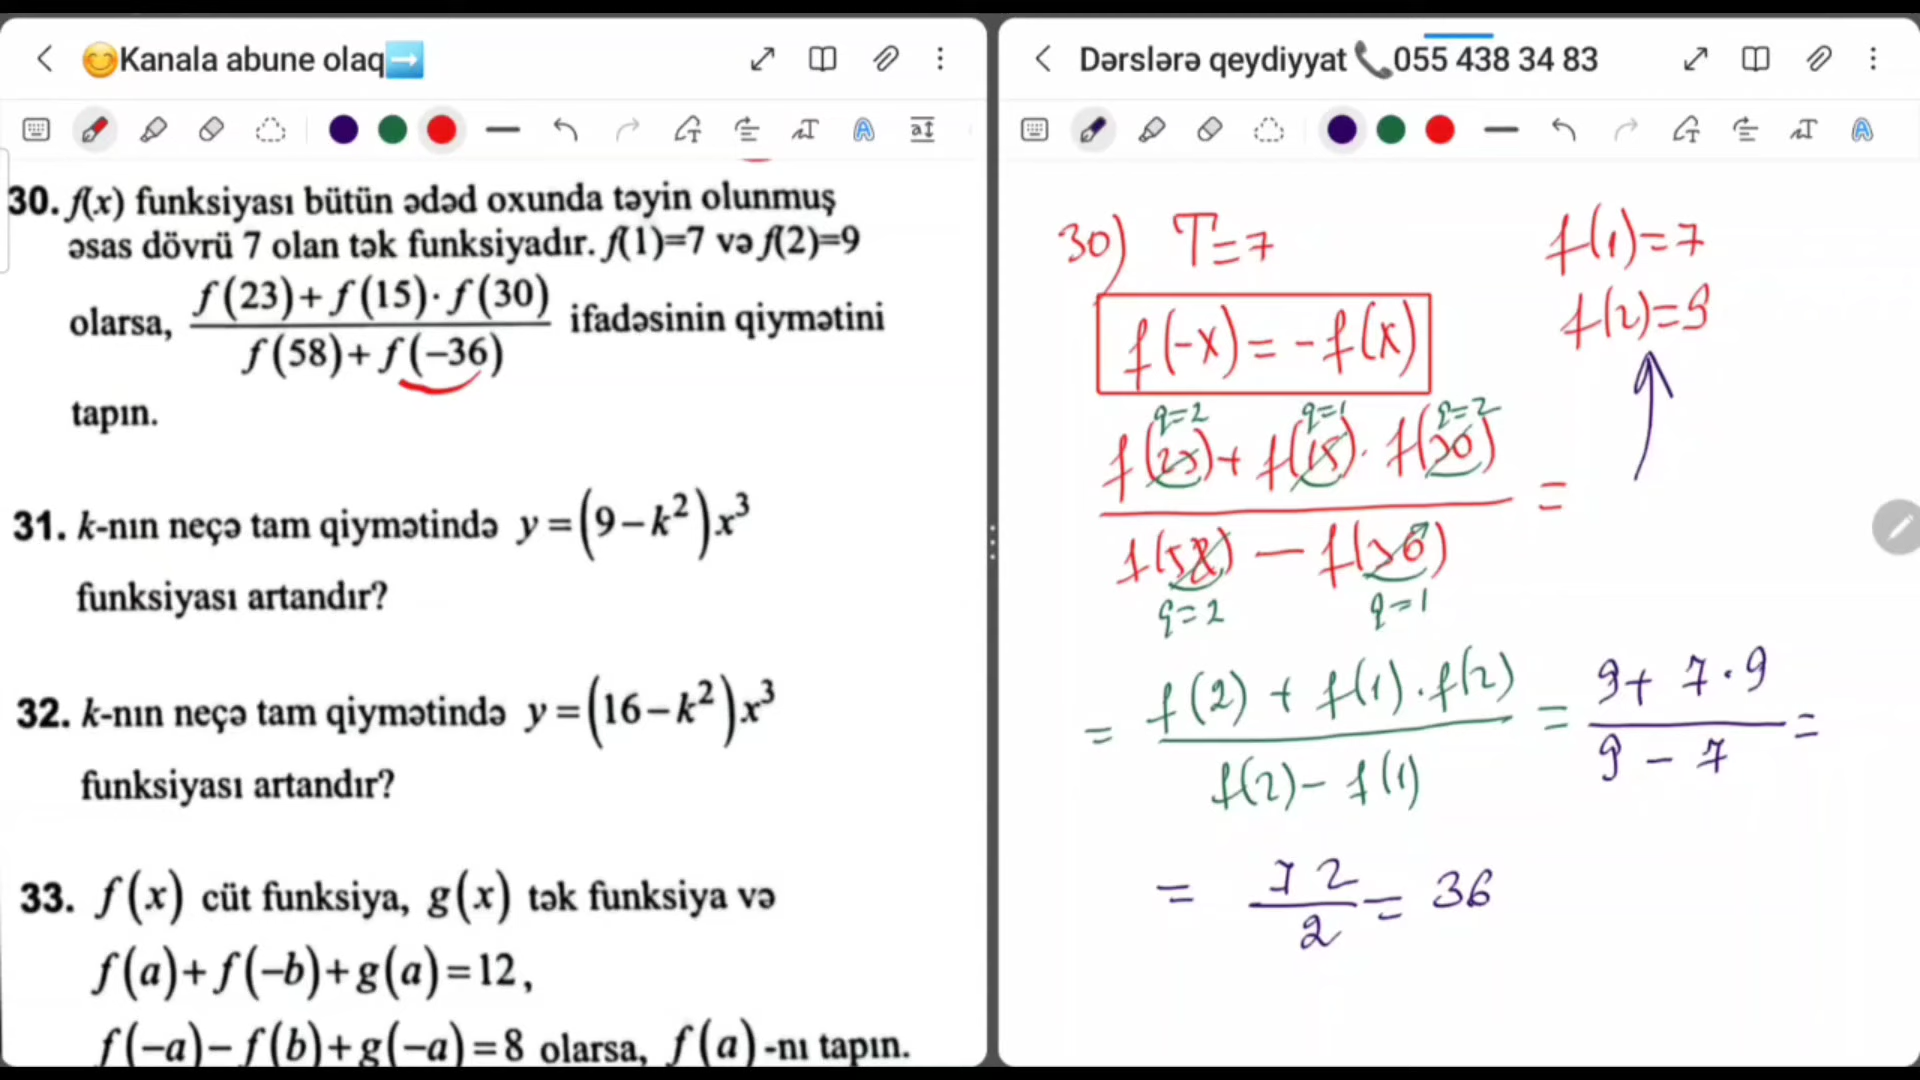 😊Kanala abune olaq➡️
30. f(x) funksiyası bütün ədəd oxunda təyin olunmuş
əsas dövrü 7 olan tək funksiyadır. f(1)=7 və f(2)=9
olarsa, (f(23)+f(15)·f(30))/(f(58)+f(−36)) ifadəsinin qiymətini
tapın.
31. k-nın neçə tam qiymətində y=(9−k²)x³
funksiyası artandır?
32. k-nın neçə tam qiymətində y=(16−k²)x³
funksiyası artandır?
33. f(x) cüt funksiya, g(x) tək funksiya və
f(a)+f(−b)+g(a)=12,
f(−a)−f(b)+g(−a)=8 olarsa, f(a)-nı tapın.
Dərslərə qeydiyyat 📞055 438 34 83
30) T=7
f(1)=7
f(2)=9
f(-x)=-f(x)
q=2 q=1 q=2
f(23)+f(15)·f(30)
=
f(58)−f(36)
q=2 q=1
= (f(2)+f(1)·f(2))/(f(2)−f(1)) = (9+7·9)/(9−7) =
= 72/2 = 36